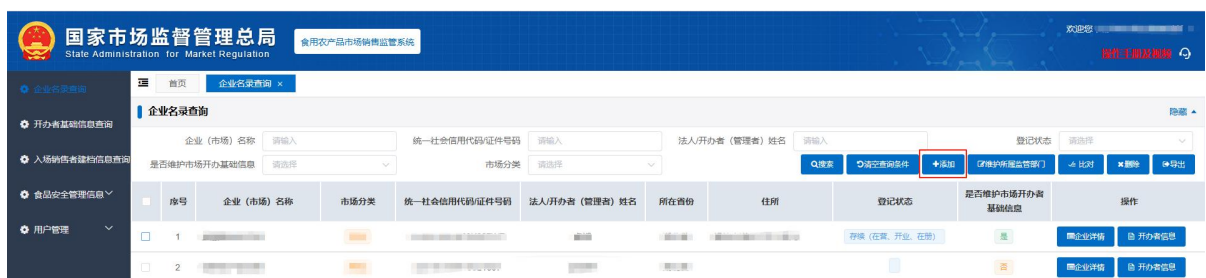 国家市场监督管理总局
State Administration for Market Regulation
食用农产品市场销售监管系统
欢迎您
操作手册及视频
企业名录查询
开办者基础信息查询
入场销售者建档信息查询
食品安全管理信息
用户管理
首页 企业名录查询 ×
企业名录查询 隐藏
企业（市场）名称 请输入 统一社会信用代码/证件号码 请输入 法人/开办者（管理者）姓名 请输入 登记状态 请选择
是否维护市场开办基础信息 请选择 市场分类 请选择 搜索 清空查询条件 +添加 维护所属监管部门 比对 ×删除 导出
序号 企业（市场）名称 市场分类 统一社会信用代码/证件号码 法人/开办者（管理者）姓名 所在省份 住所 登记状态 是否维护市场开办者基础信息 操作
1 存续（在营、开业、在册） 是 企业详情 开办者信息
2 否 企业详情 开办者信息